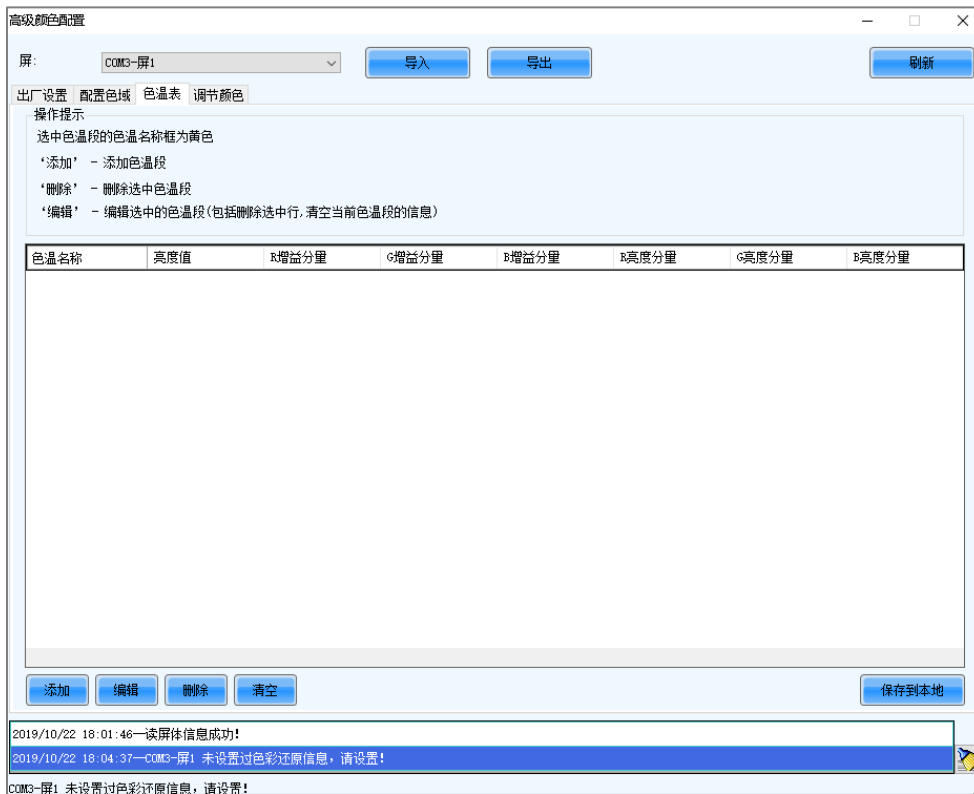 高级颜色配置
屏: COM3-屏1 导入 导出 刷新
出厂设置 配置色域 色温表 调节颜色
操作提示
选中色温段的色温名称框为黄色
‘添加’ - 添加色温段
‘删除’ - 删除选中色温段
‘编辑’ - 编辑选中的色温段(包括删除选中行,清空当前色温段的信息)
色温名称 亮度值 R增益分量 G增益分量 B增益分量 R亮度分量 G亮度分量 B亮度分量
添加 编辑 删除 清空 保存到本地
2019/10/22 18:01:46—读屏体信息成功!
2019/10/22 18:04:37—COM3-屏1 未设置过色彩还原信息，请设置!
COM3-屏1 未设置过色彩还原信息，请设置!